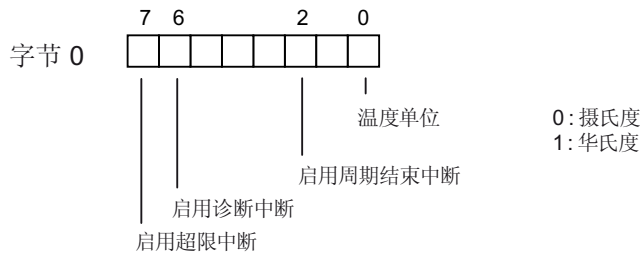 7 6 2 0
字节 0
温度单位 0 : 摄氏度
1 : 华氏度
启用周期结束中断
启用诊断中断
启用超限中断